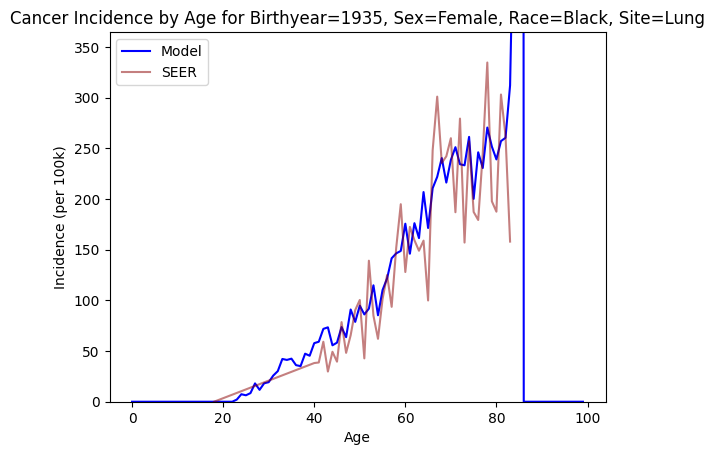 Cancer Incidence by Age for Birthyear=1935, Sex=Female, Race=Black, Site=Lung
Model
SEER
Incidence (per 100k)
350
300
250
200
150
100
50
0
0 20 40 60 80 100
Age